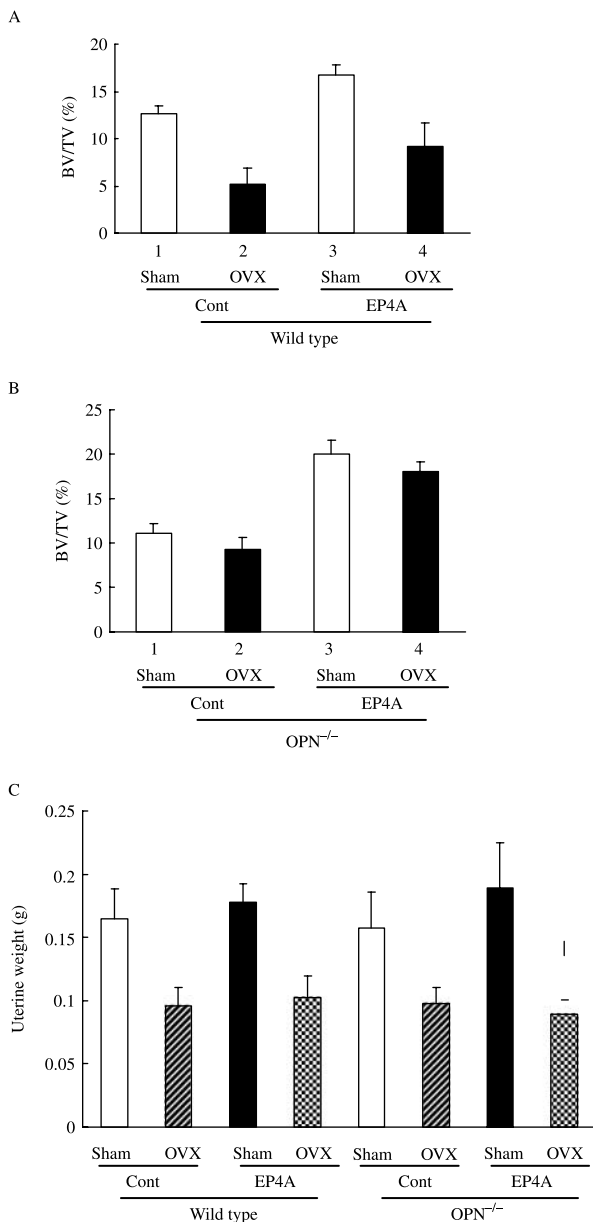 A
20
15
10
5
0
BV/TV (%)
1 2 3 4
Sham OVX Sham OVX
Cont EP4A
Wild type
B
25
20
15
10
5
0
BV/TV (%)
1 2 3 4
Sham OVX Sham OVX
Cont EP4A
OPN−/−
C
0.25
0.2
0.15
0.1
0.05
0
Uterine weight (g)
Sham OVX Sham OVX Sham OVX Sham OVX
Cont EP4A Cont EP4A
Wild type OPN−/−